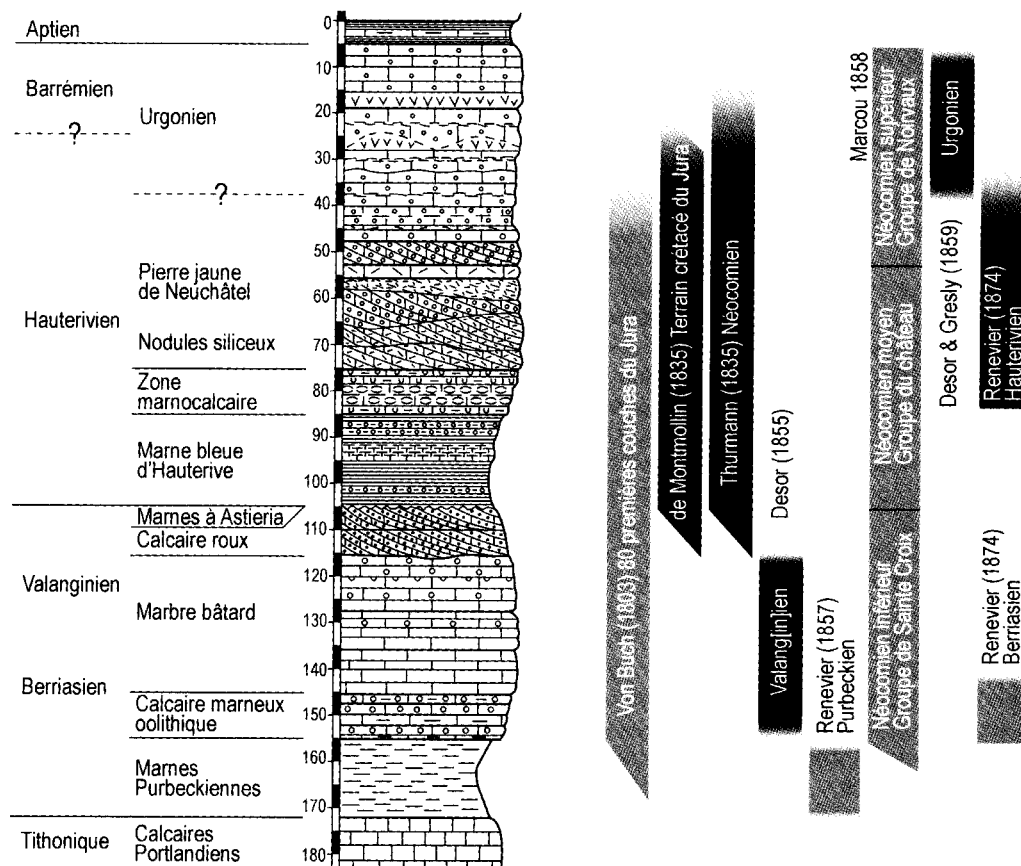 Aptien
Barrémien
?
Urgonien
?
Pierre jaune
de Neuchâtel
Hauterivien
Nodules siliceux
Zone
marnocalcaire
Marne bleue
d'Hauterive
Marnes à Astieria
Calcaire roux
Valanginien
Marbre bâtard
Berriasien
Calcaire marneux
oolithique
Marnes
Purbeckiennes
Tithonique
Calcaires
Portlandiens
0
10
20
30
40
50
60
70
80
90
100
110
120
130
140
150
160
170
180
Von Buch (1803) 80 premières couches du Jura
de Montmollin (1835) Terrain crétacé du Jura
Thurmann (1835) Néocomien
Desor (1855)
Valang[in]ien
Renevier (1857)
Purbeckien
Marcou 1858
Néocomien supérieur
Groupe de Noirvaux
Néocomien moyen
Groupe du château
Néocomien inférieur
Groupe de Sainte Croix
Urgonien
Desor & Gresly (1859)
Renevier (1874)
Hauterivien
Renevier (1874)
Berriasien